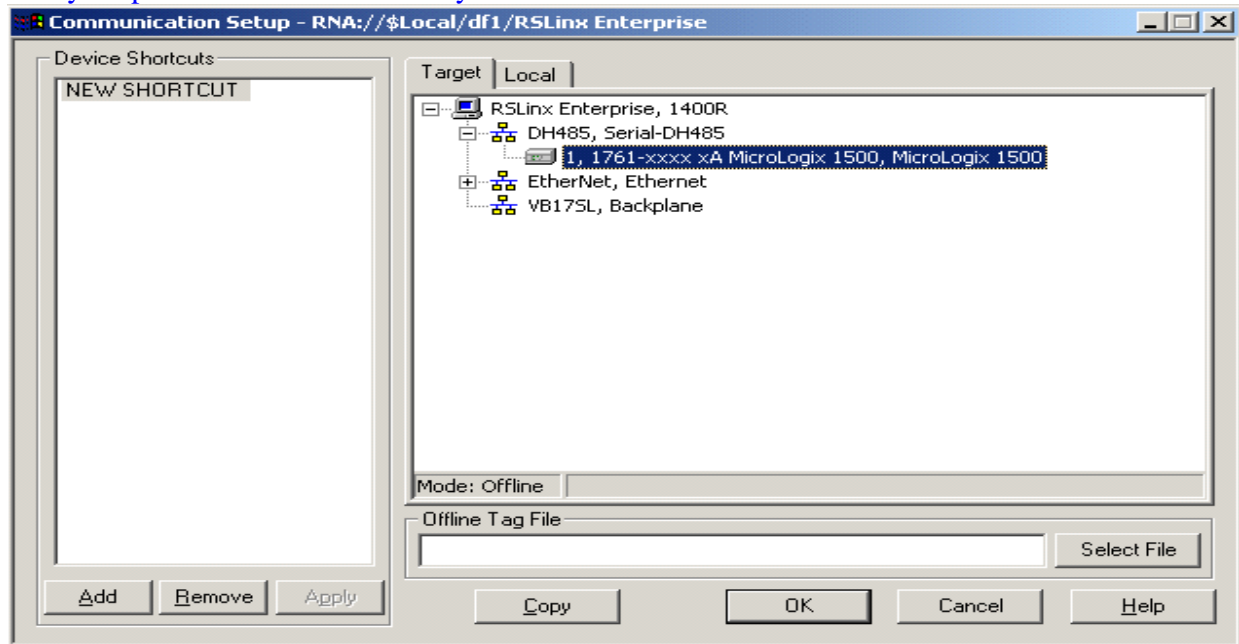 Communication Setup - RNA://$Local/df1/RSLinx Enterprise
Device Shortcuts
NEW SHORTCUT
Target
Local
RSLinx Enterprise, 1400R
DH485, Serial-DH485
1, 1761-xxxx xA MicroLogix 1500, MicroLogix 1500
EtherNet, Ethernet
VB17SL, Backplane
Mode: Offline
Offline Tag File
Select File
Add
Remove
Apply
Copy
OK
Cancel
Help